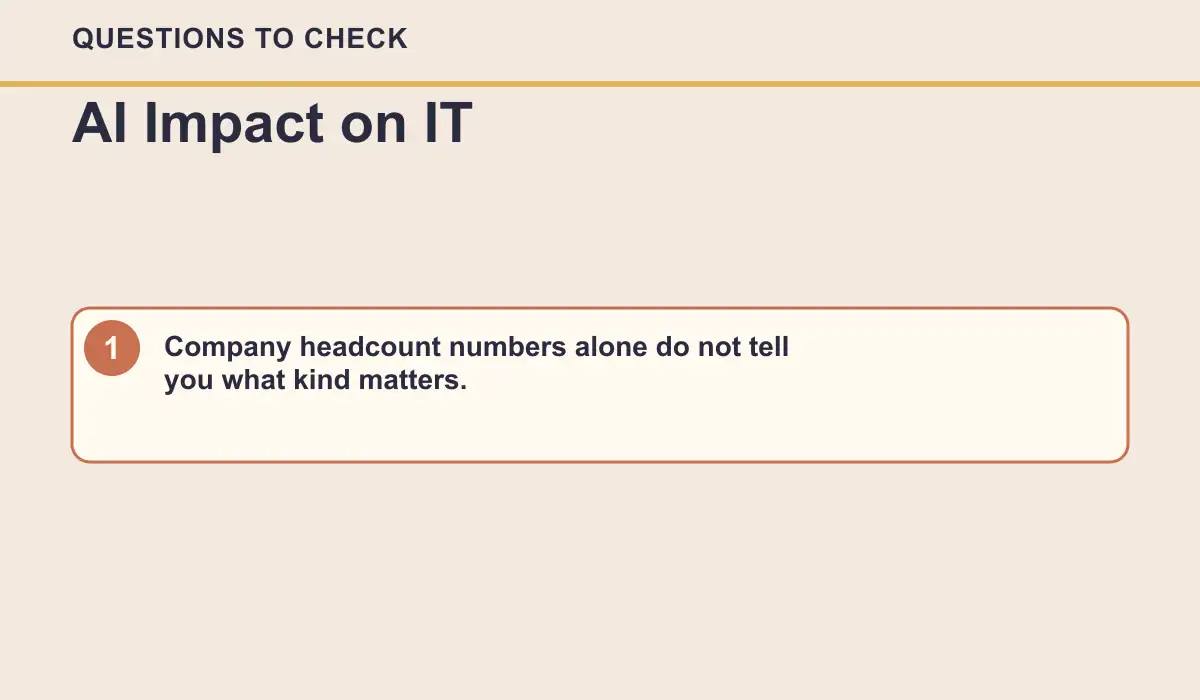 QUESTIONS TO CHECK
AI Impact on IT
1
Company headcount numbers alone do not tell
you what kind matters.